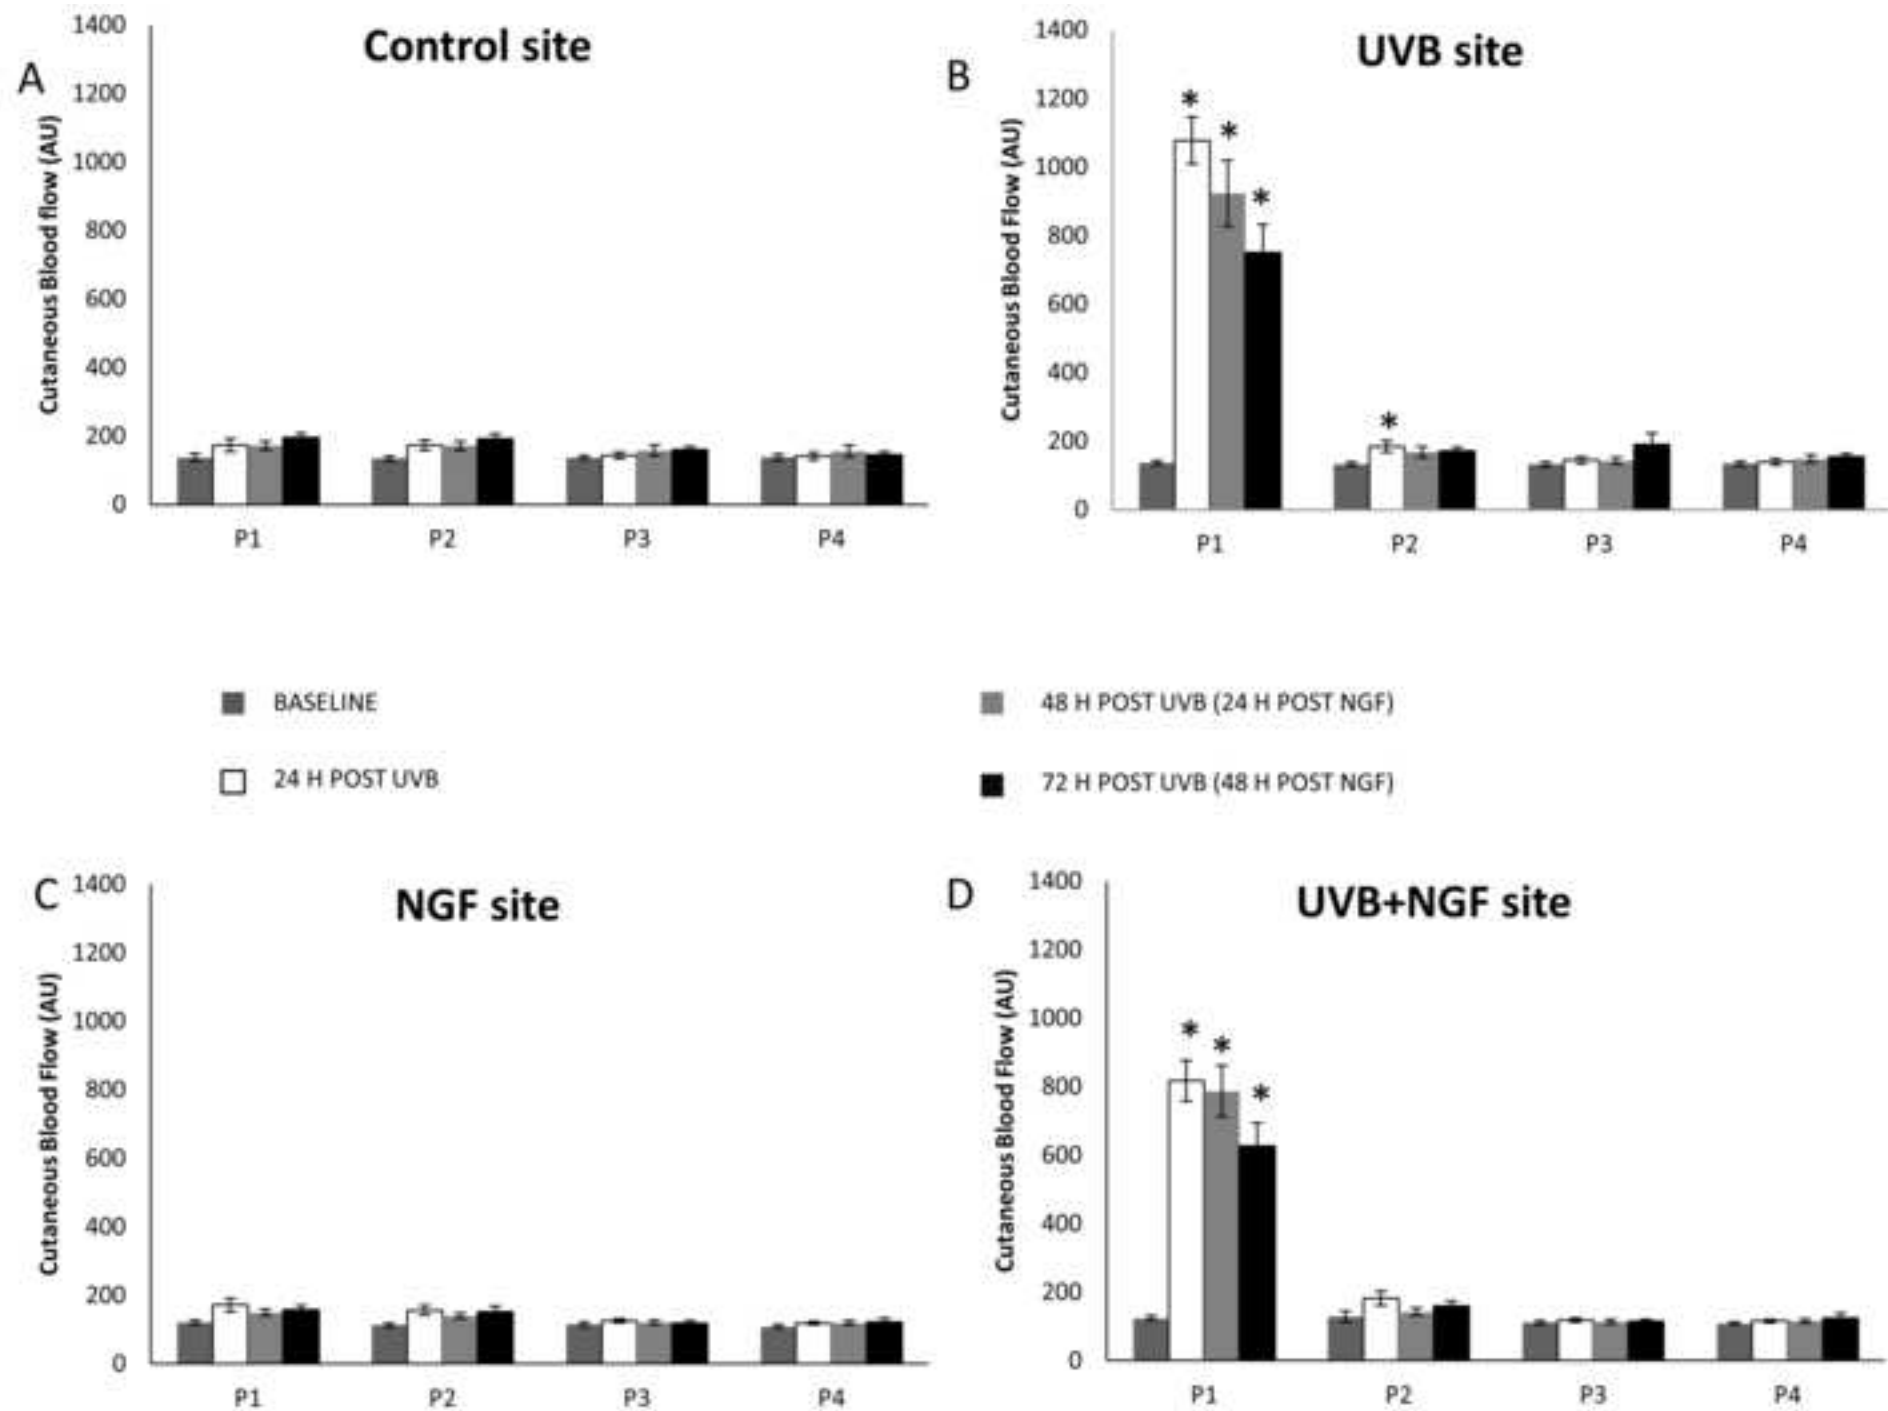 A
Control site
Cutaneous Blood flow (AU)
1400
1200
1000
800
600
400
200
0
P1 P2 P3 P4
B
UVB site
Cutaneous Blood Flow (AU)
1400
1200
1000
800
600
400
200
0
* * *
*
P1 P2 P3 P4
BASELINE
24 H POST UVB
48 H POST UVB (24 H POST NGF)
72 H POST UVB (48 H POST NGF)
C
NGF site
Cutaneous Blood Flow (AU)
1400
1200
1000
800
600
400
200
0
P1 P2 P3 P4
D
UVB+NGF site
Cutaneous Blood Flow (AU)
1400
1200
1000
800
600
400
200
0
* * *
P1 P2 P3 P4